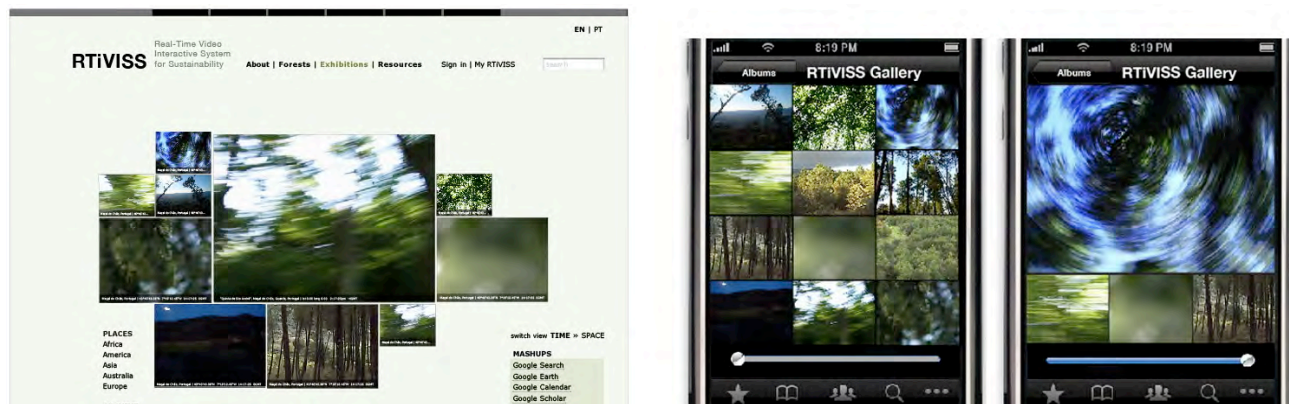 EN | PT
RTiVISS
Real-Time Video
Interactive System
for Sustainability
About | Forests | Exhibitions | Resources
Sign in | My RTiVISS
search
PLACES
Africa
America
Asia
Australia
Europe
switch view TIME » SPACE
MASHUPS
Google Search
Google Earth
Google Calendar
Google Scholar
8:19 PM
Albums
RTiVISS Gallery
8:19 PM
Albums
RTiVISS Gallery